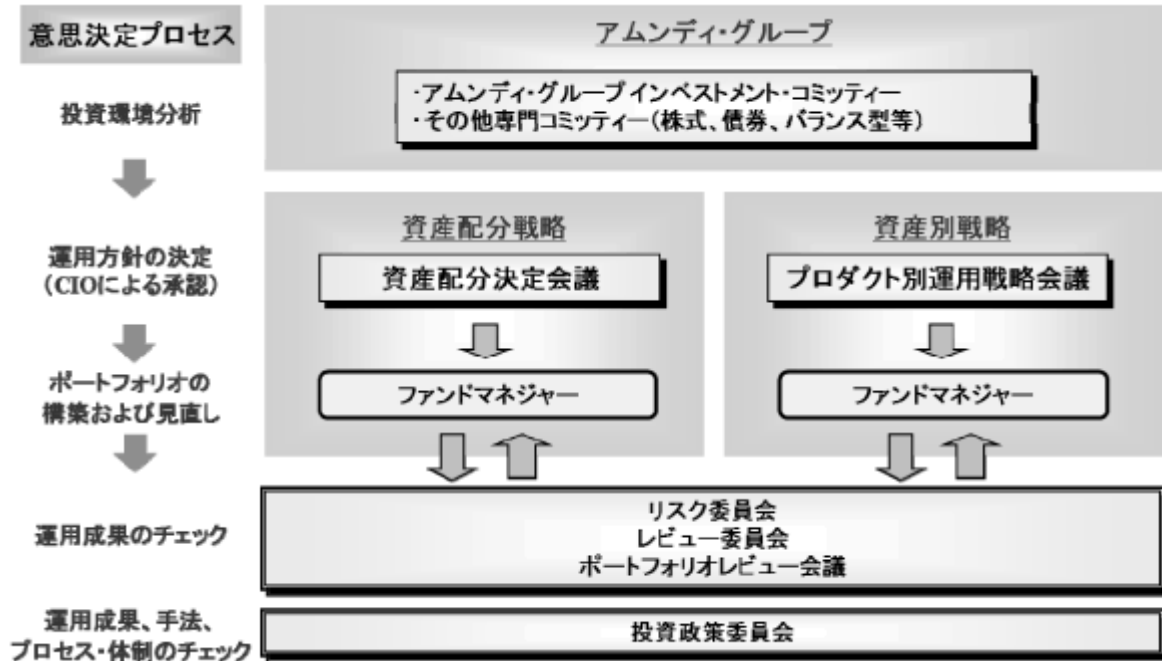 意思決定プロセス
アムンディ・グループ
・アムンディ・グループ インベストメント・コミッティー
・その他専門コミッティー(株式、債券、バランス型等)
投資環境分析
資産配分戦略
資産別戦略
運用方針の決定
(CIOによる承認)
資産配分決定会議
プロダクト別運用戦略会議
ポートフォリオの
構築および見直し
ファンドマネジャー
ファンドマネジャー
運用成果のチェック
リスク委員会
レビュー委員会
ポートフォリオレビュー会議
運用成果、手法、
プロセス・体制のチェック
投資政策委員会